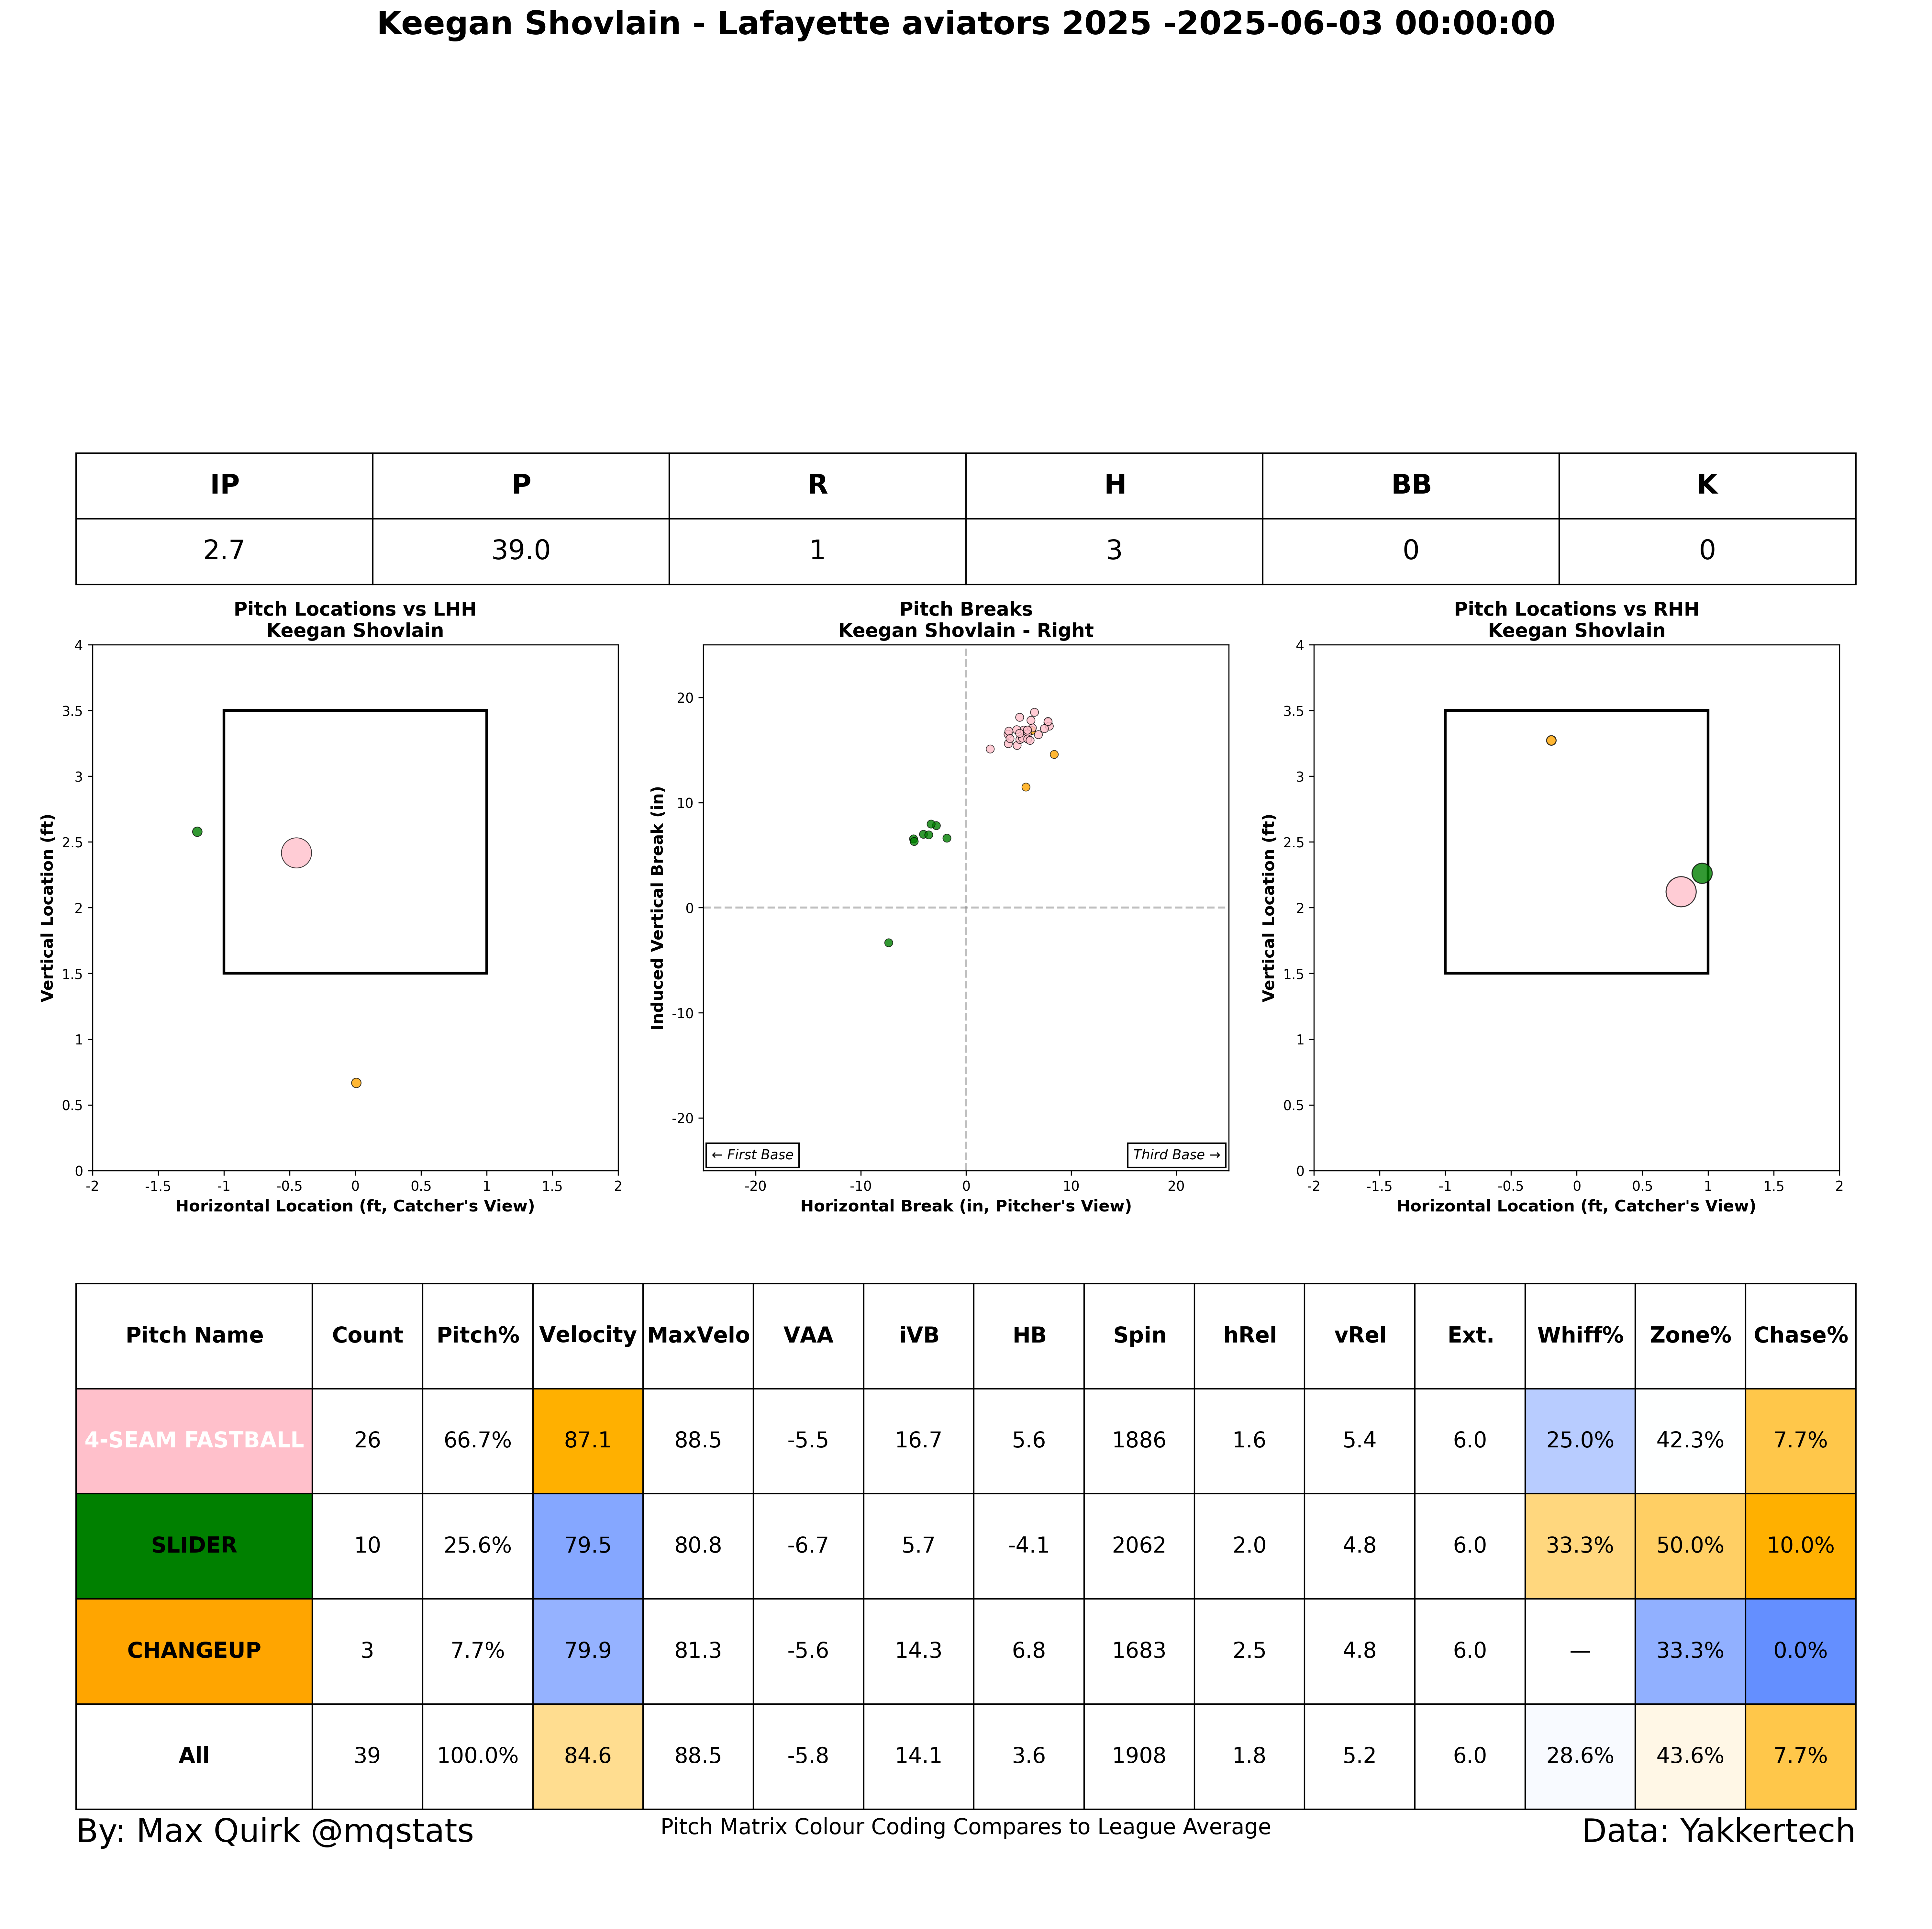 Keegan Shovlain - Lafayette aviators 2025 -2025-06-03 00:00:00
IP P R H BB K
2.7 39.0 1 3 0 0
Pitch Locations vs LHH
Keegan Shovlain
4
3.5
3
2.5
2
1.5
1
0.5
0
-2 -1.5 -1 -0.5 0 0.5 1 1.5 2
Vertical Location (ft)
Horizontal Location (ft, Catcher's View)
Pitch Breaks
Keegan Shovlain - Right
20
10
0
-10
-20
-20 -10 0 10 20
Induced Vertical Break (in)
← First Base
Third Base →
Horizontal Break (in, Pitcher's View)
Pitch Locations vs RHH
Keegan Shovlain
4
3.5
3
2.5
2
1.5
1
0.5
0
-2 -1.5 -1 -0.5 0 0.5 1 1.5 2
Vertical Location (ft)
Horizontal Location (ft, Catcher's View)
Pitch Name Count Pitch% Velocity MaxVelo VAA iVB HB Spin hRel vRel Ext. Whiff% Zone% Chase%
4-SEAM FASTBALL 26 66.7% 87.1 88.5 -5.5 16.7 5.6 1886 1.6 5.4 6.0 25.0% 42.3% 7.7%
SLIDER 10 25.6% 79.5 80.8 -6.7 5.7 -4.1 2062 2.0 4.8 6.0 33.3% 50.0% 10.0%
CHANGEUP 3 7.7% 79.9 81.3 -5.6 14.3 6.8 1683 2.5 4.8 6.0 — 33.3% 0.0%
All 39 100.0% 84.6 88.5 -5.8 14.1 3.6 1908 1.8 5.2 6.0 28.6% 43.6% 7.7%
By: Max Quirk @mqstats
Pitch Matrix Colour Coding Compares to League Average
Data: Yakkertech